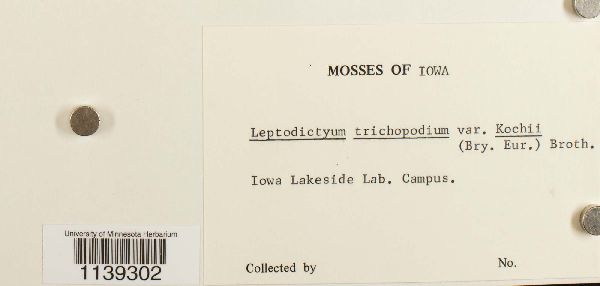 MOSSES OF IOWA
Leptodictyum trichopodium var. Kochii
(Bry. Eur.) Broth.
Iowa Lakeside Lab. Campus.
University of Minnesota Herbarium
1139302
Collected by No.